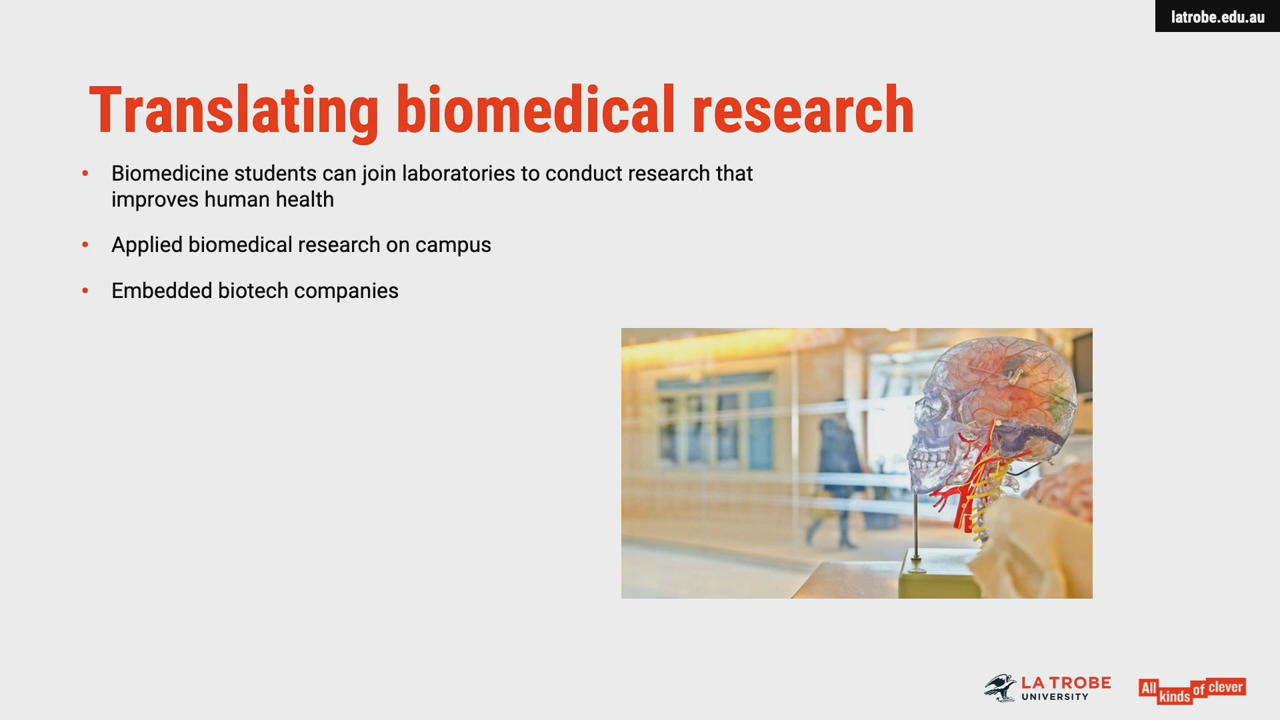 latrobe.edu.au
Translating biomedical research
• Biomedicine students can join laboratories to conduct research that
improves human health
• Applied biomedical research on campus
• Embedded biotech companies
LA TROBE
UNIVERSITY
All kinds of clever